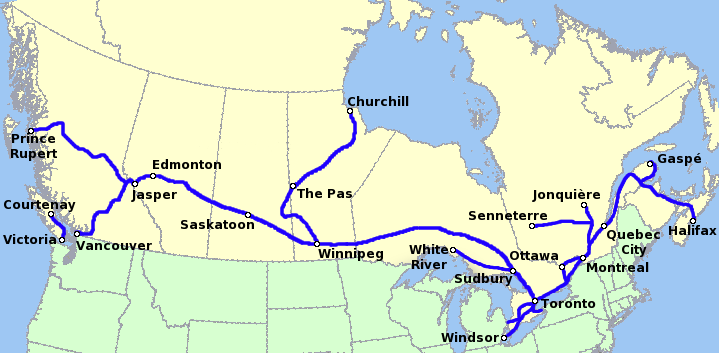 Churchill
Prince
Rupert
Edmonton
Gaspé
Jasper
The Pas
Jonquière
Courtenay
Senneterre
Saskatoon
Halifax
Victoria
Vancouver
Winnipeg
White
River
Ottawa
Quebec
City
Sudbury
Montreal
Toronto
Windsor